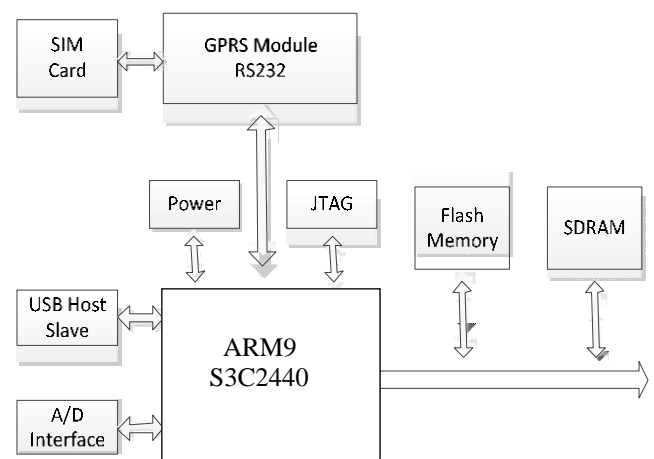 SIM
Card
GPRS Module
RS232
Power
JTAG
Flash
Memory
SDRAM
USB Host
Slave
ARM9
S3C2440
A/D
Interface